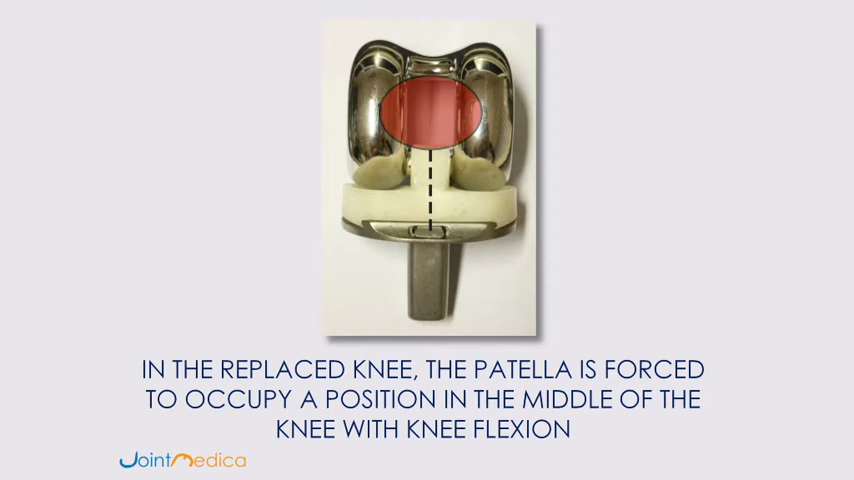 IN THE REPLACED KNEE, THE PATELLA IS FORCED
TO OCCUPY A POSITION IN THE MIDDLE OF THE
KNEE WITH KNEE FLEXION
JointMedica